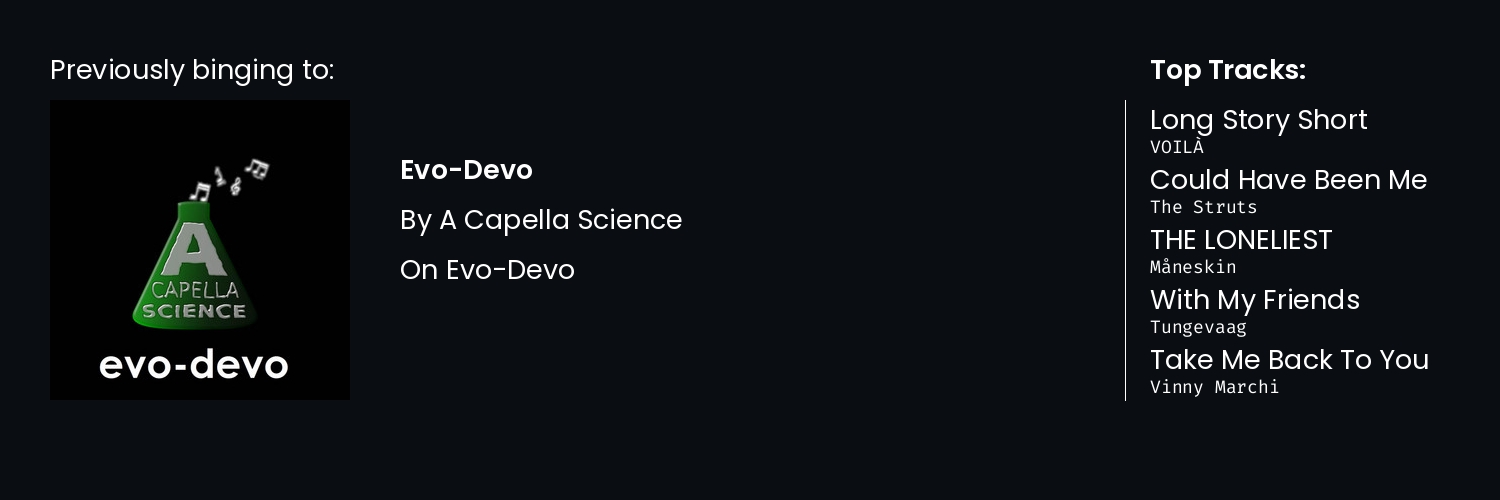 Previously binging to:
A
CAPELLA
SCIENCE
evo-devo
Evo-Devo
By A Capella Science
On Evo-Devo
Top Tracks:
Long Story Short
VOILÀ
Could Have Been Me
The Struts
THE LONELIEST
Måneskin
With My Friends
Tungevaag
Take Me Back To You
Vinny Marchi